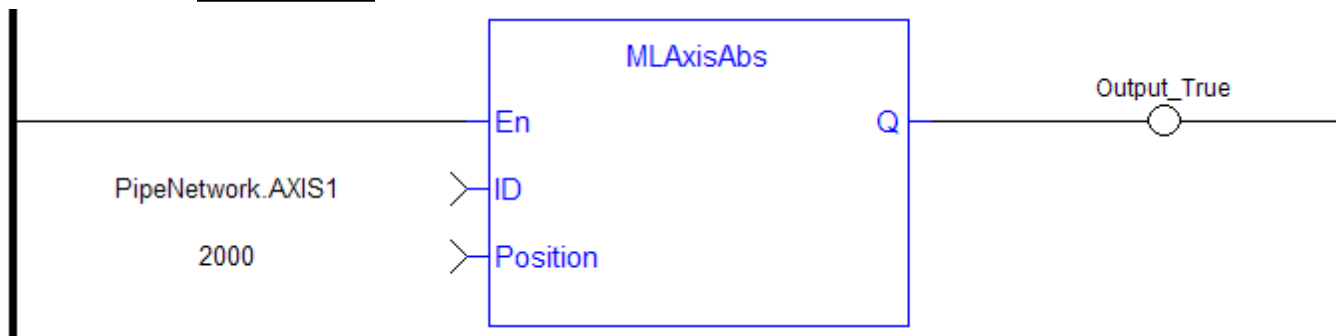 MLAxisAbs
Output_True
En
Q
PipeNetwork.AXIS1
ID
2000
Position